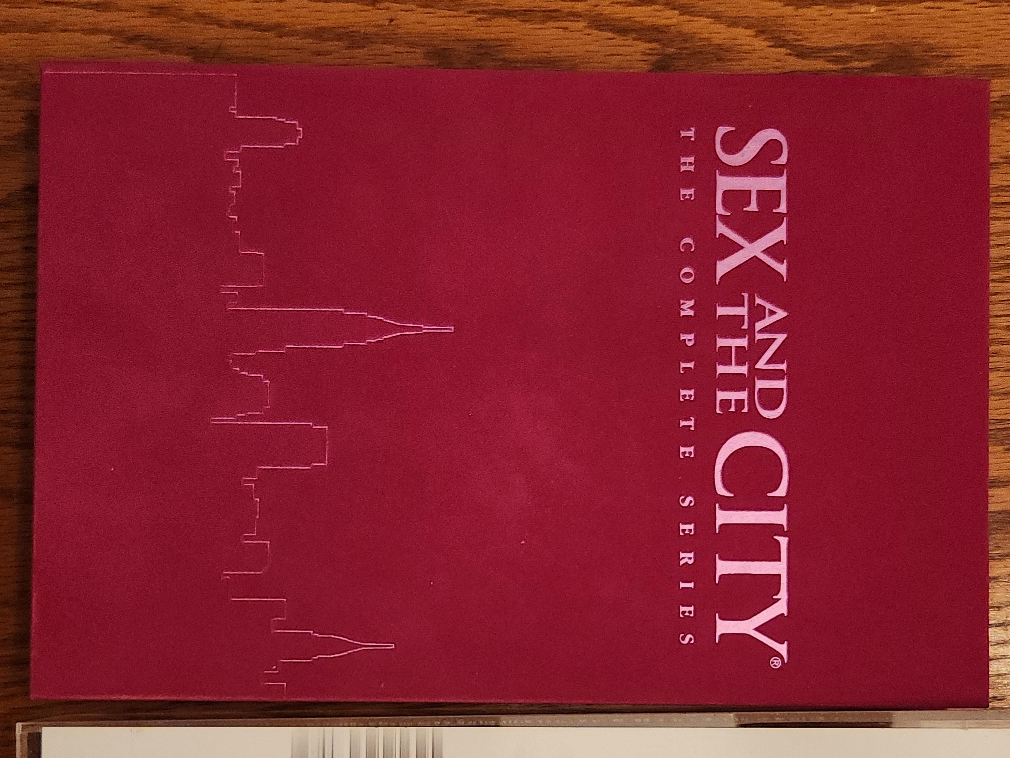 SEX AND THE CITY®
THE COMPLETE SERIES